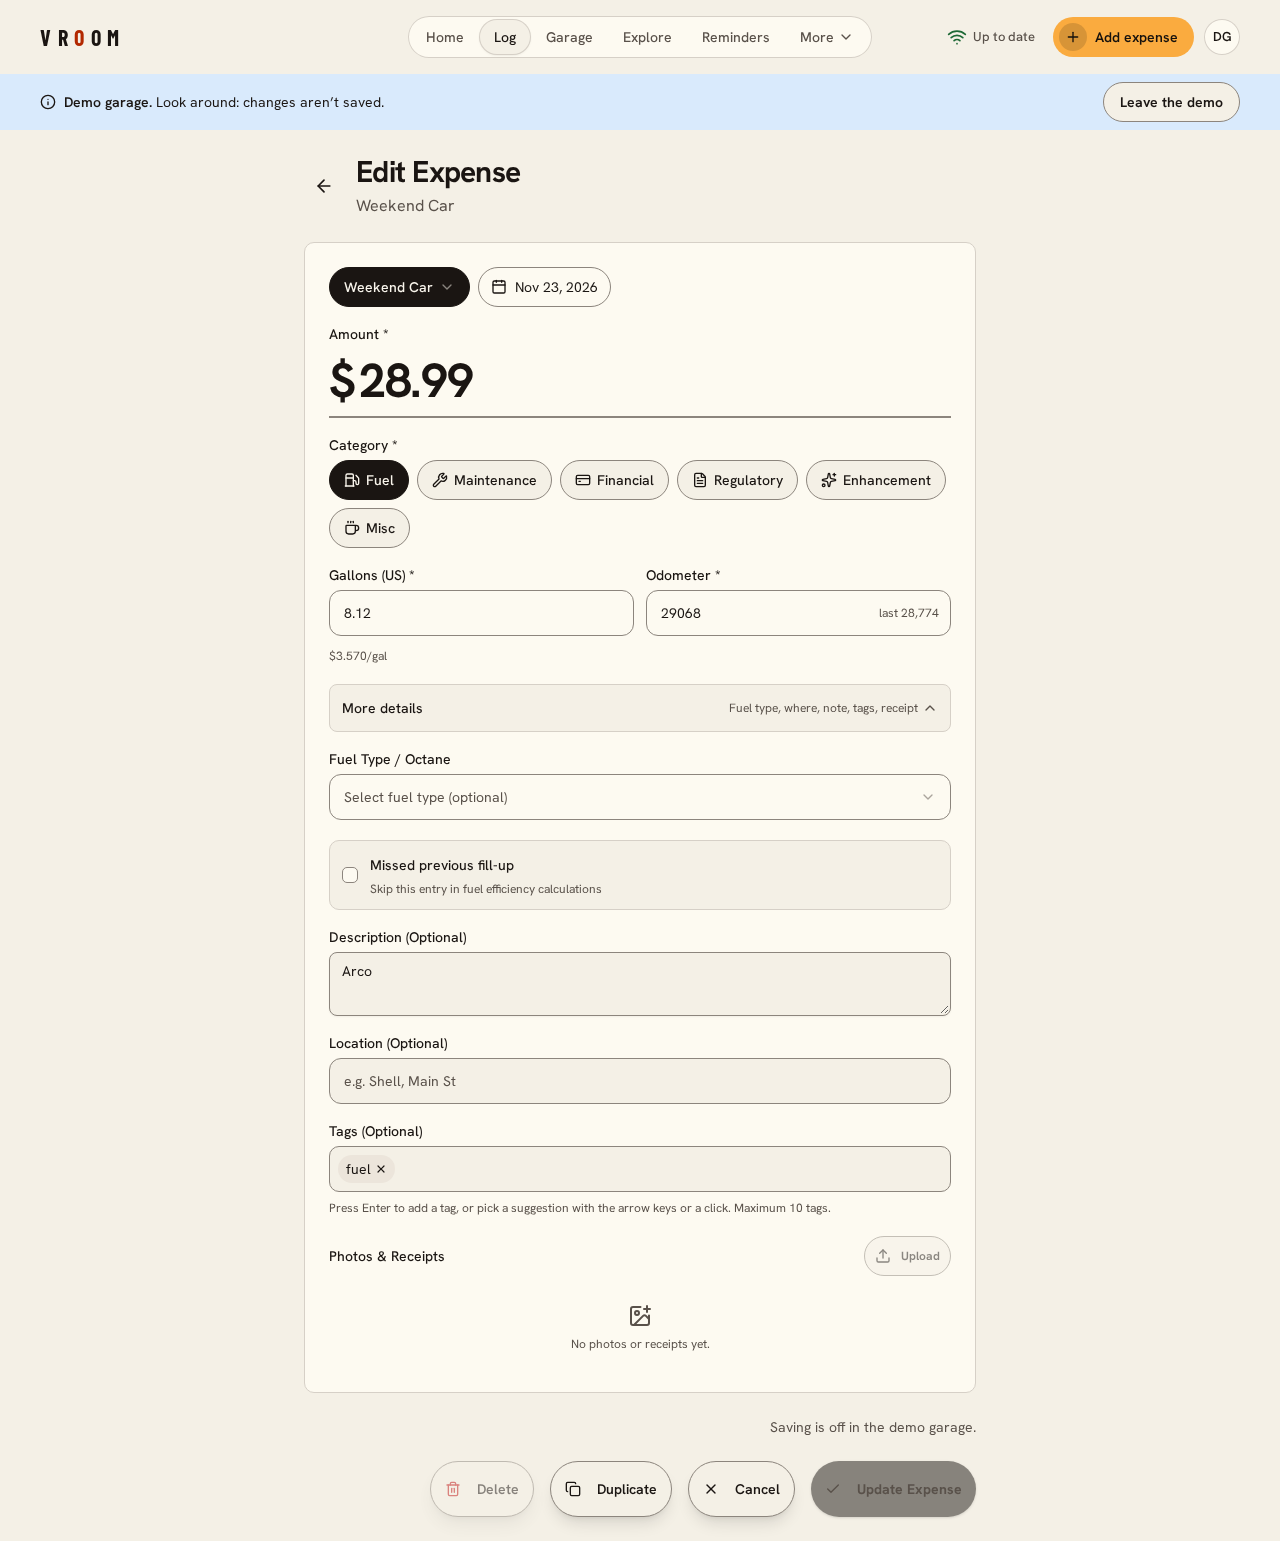 VROOM
Home Log Garage Explore Reminders More
Up to date
Add expense
DG
Demo garage. Look around: changes aren’t saved.
Leave the demo
Edit Expense
Weekend Car
Weekend Car
Nov 23, 2026
Amount *
$28.99
Category *
Fuel Maintenance Financial Regulatory Enhancement
Misc
Gallons (US) * Odometer *
8.12 29068 last 28,774
$3.570/gal
More details Fuel type, where, note, tags, receipt
Fuel Type / Octane
Select fuel type (optional)
Missed previous fill-up
Skip this entry in fuel efficiency calculations
Description (Optional)
Arco
Location (Optional)
e.g. Shell, Main St
Tags (Optional)
fuel
Press Enter to add a tag, or pick a suggestion with the arrow keys or a click. Maximum 10 tags.
Photos & Receipts Upload
No photos or receipts yet.
Saving is off in the demo garage.
Delete Duplicate Cancel Update Expense